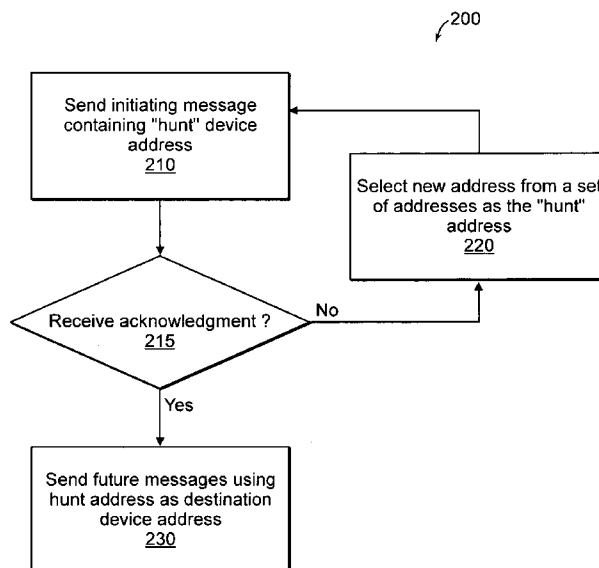 200
Send initiating message
containing "hunt" device
address
210
Select new address from a set
of addresses as the "hunt"
address
220
Receive acknowledgment ?
215
No
Yes
Send future messages using
hunt address as destination
device address
230